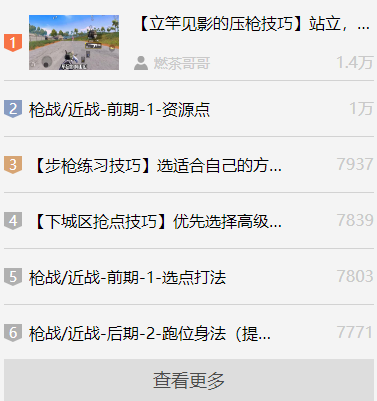 1
【立竿见影的压枪技巧】站立，...
燃茶哥哥 1.4万
2 枪战/近战-前期-1-资源点 1万
3 【步枪练习技巧】选适合自己的方... 7937
4 【下城区抢点技巧】优先选择高级... 7839
5 枪战/近战-前期-1-选点打法 7803
6 枪战/近战-后期-2-跑位身法（提... 7771
查看更多